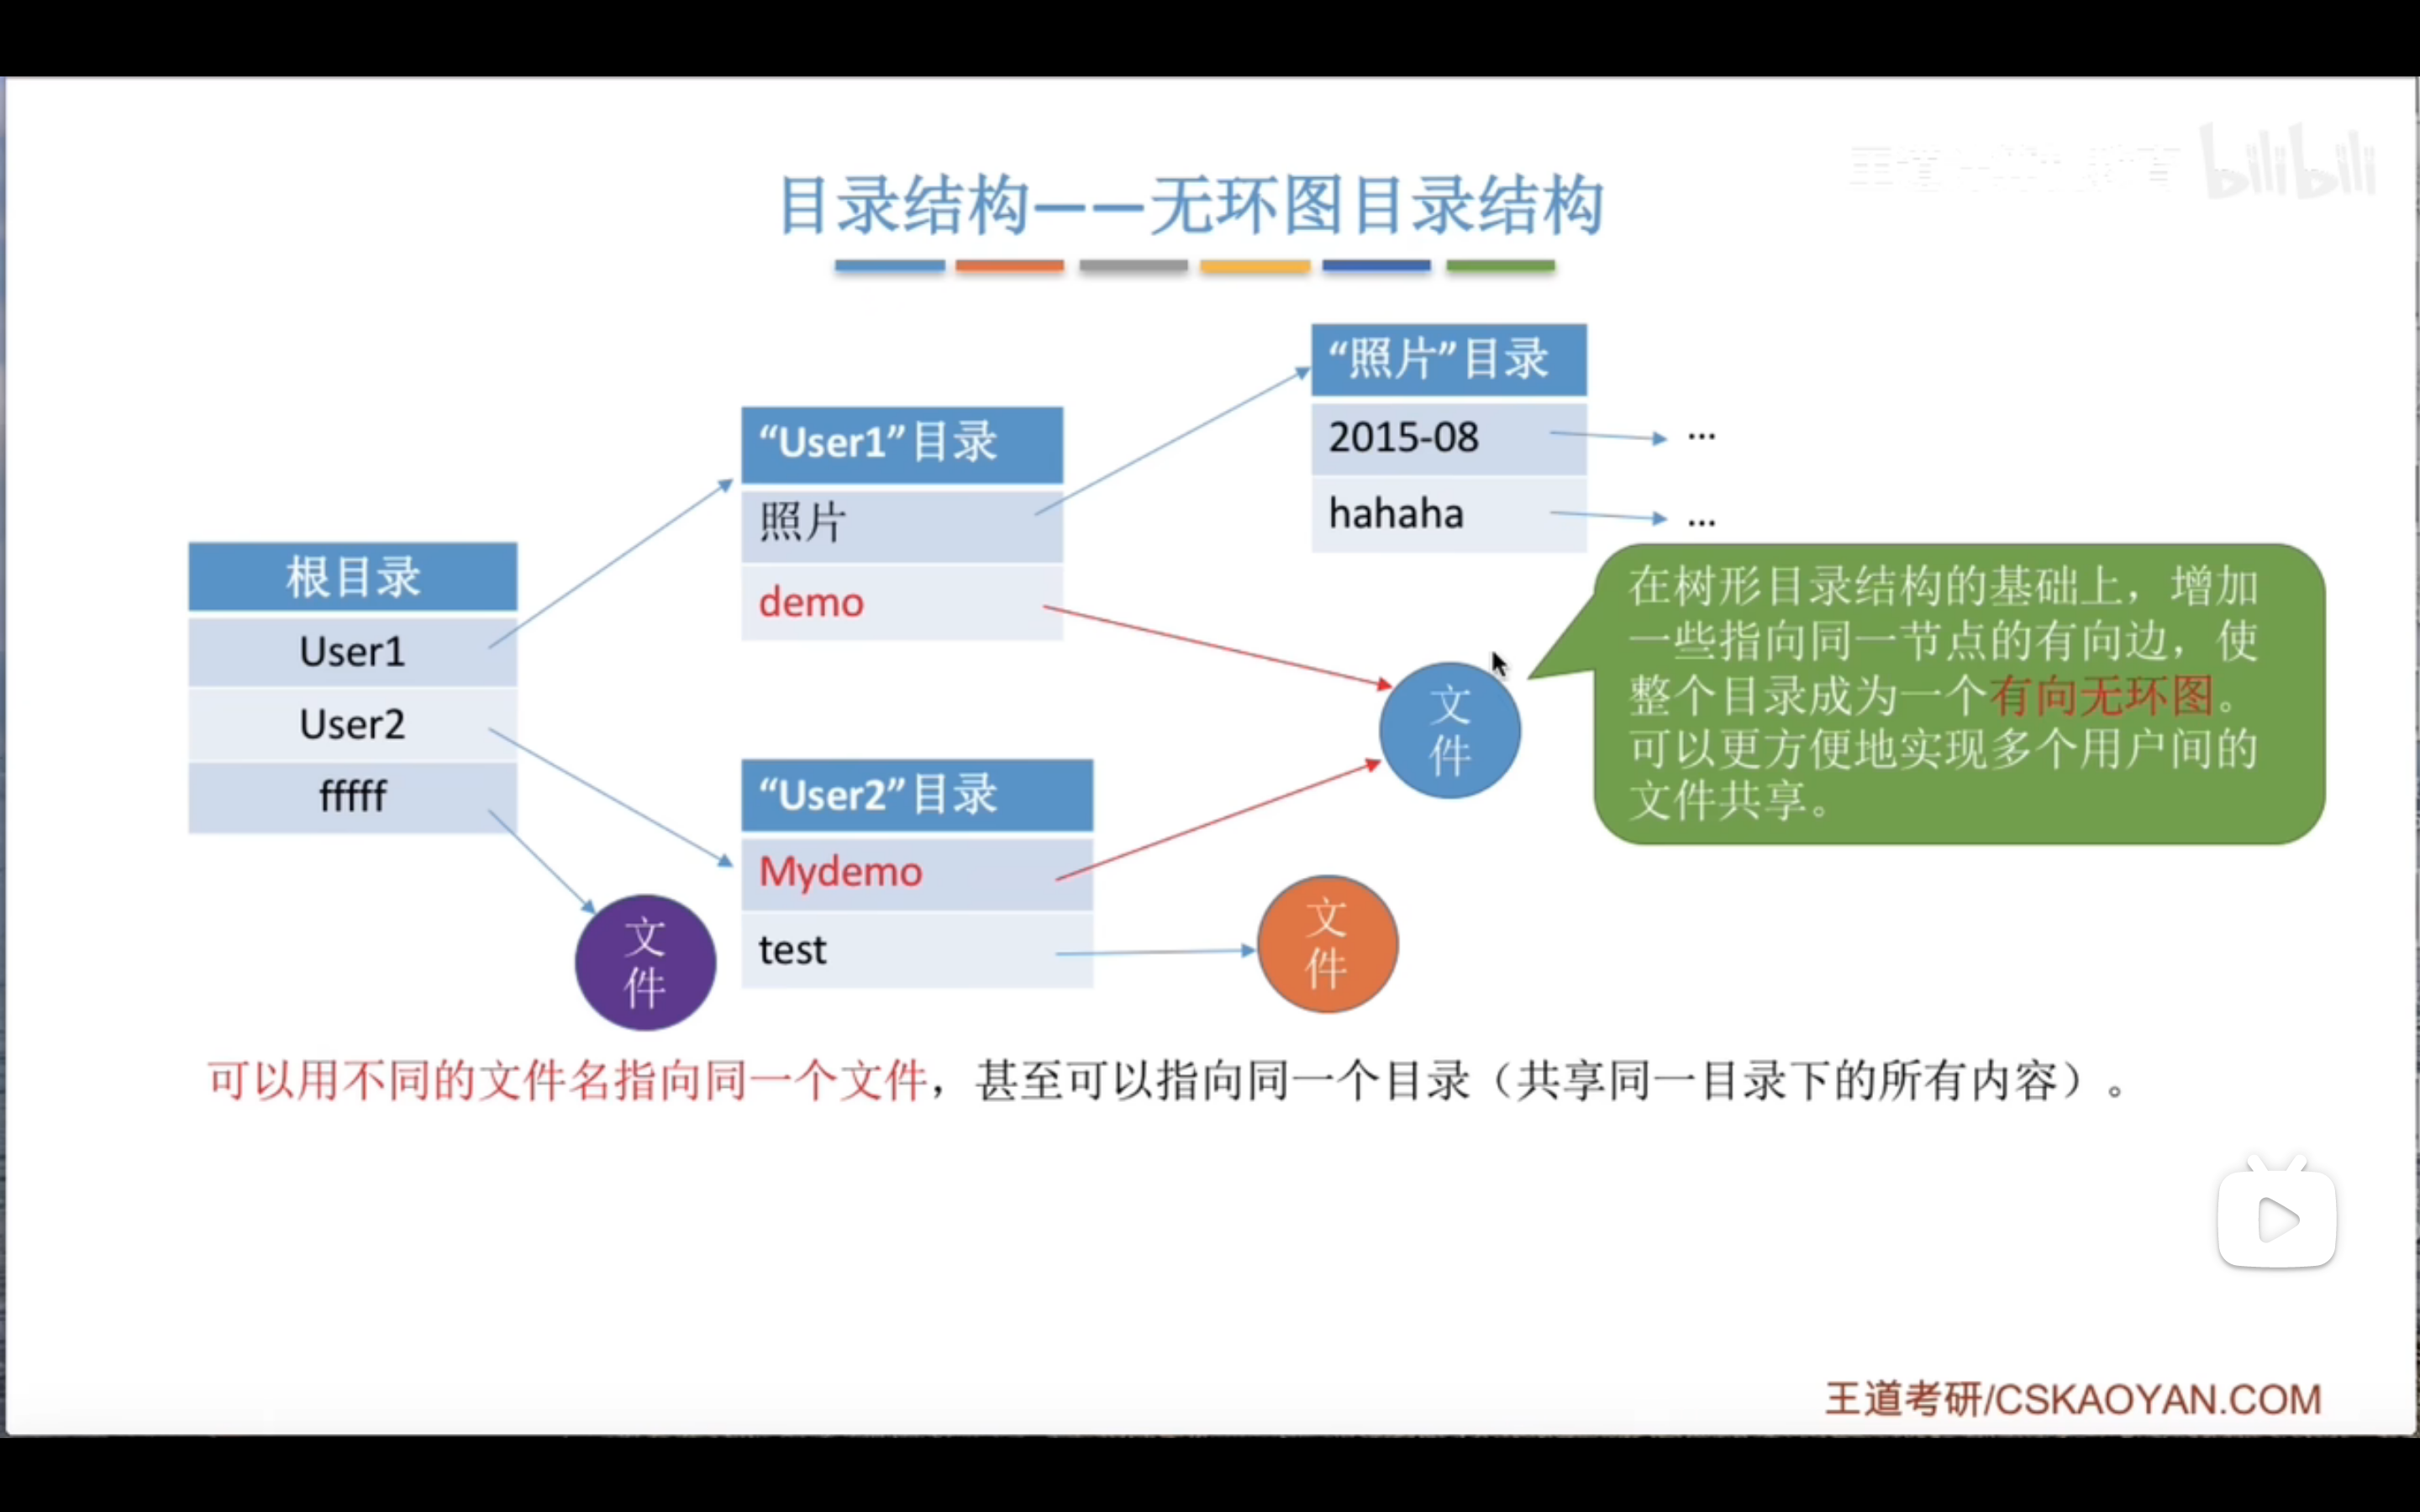 目录结构——无环图目录结构
bilibili
“照片”目录
2015-08
...
hahaha
...
“User1”目录
照片
demo
根目录
User1
User2
fffff
“User2”目录
Mydemo
test
文件
文件
文件
在树形目录结构的基础上，增加
一些指向同一节点的有向边，使
整个目录成为一个有向无环图。
可以更方便地实现多个用户间的
文件共享。
可以用不同的文件名指向同一个文件，甚至可以指向同一个目录（共享同一目录下的所有内容）。
王道考研/CSKAOYAN.COM